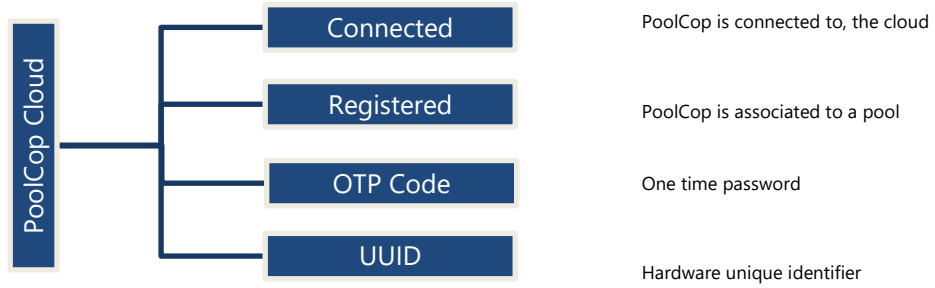 PoolCop Cloud
Connected
PoolCop is connected to, the cloud
Registered
PoolCop is associated to a pool
OTP Code
One time password
UUID
Hardware unique identifier